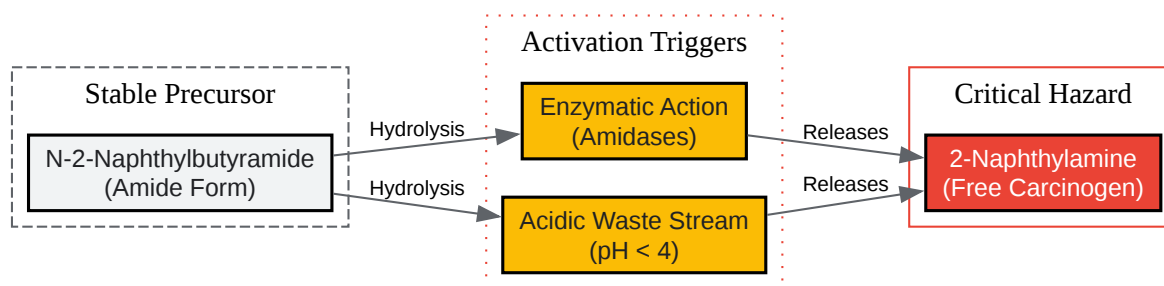 Activation Triggers
Stable Precursor
Critical Hazard
Enzymatic Action
(Amidases)
Hydrolysis
Releases
N-2-Naphthylbutyramide
(Amide Form)
2-Naphthylamine
(Free Carcinogen)
Hydrolysis
Releases
Acidic Waste Stream
(pH < 4)